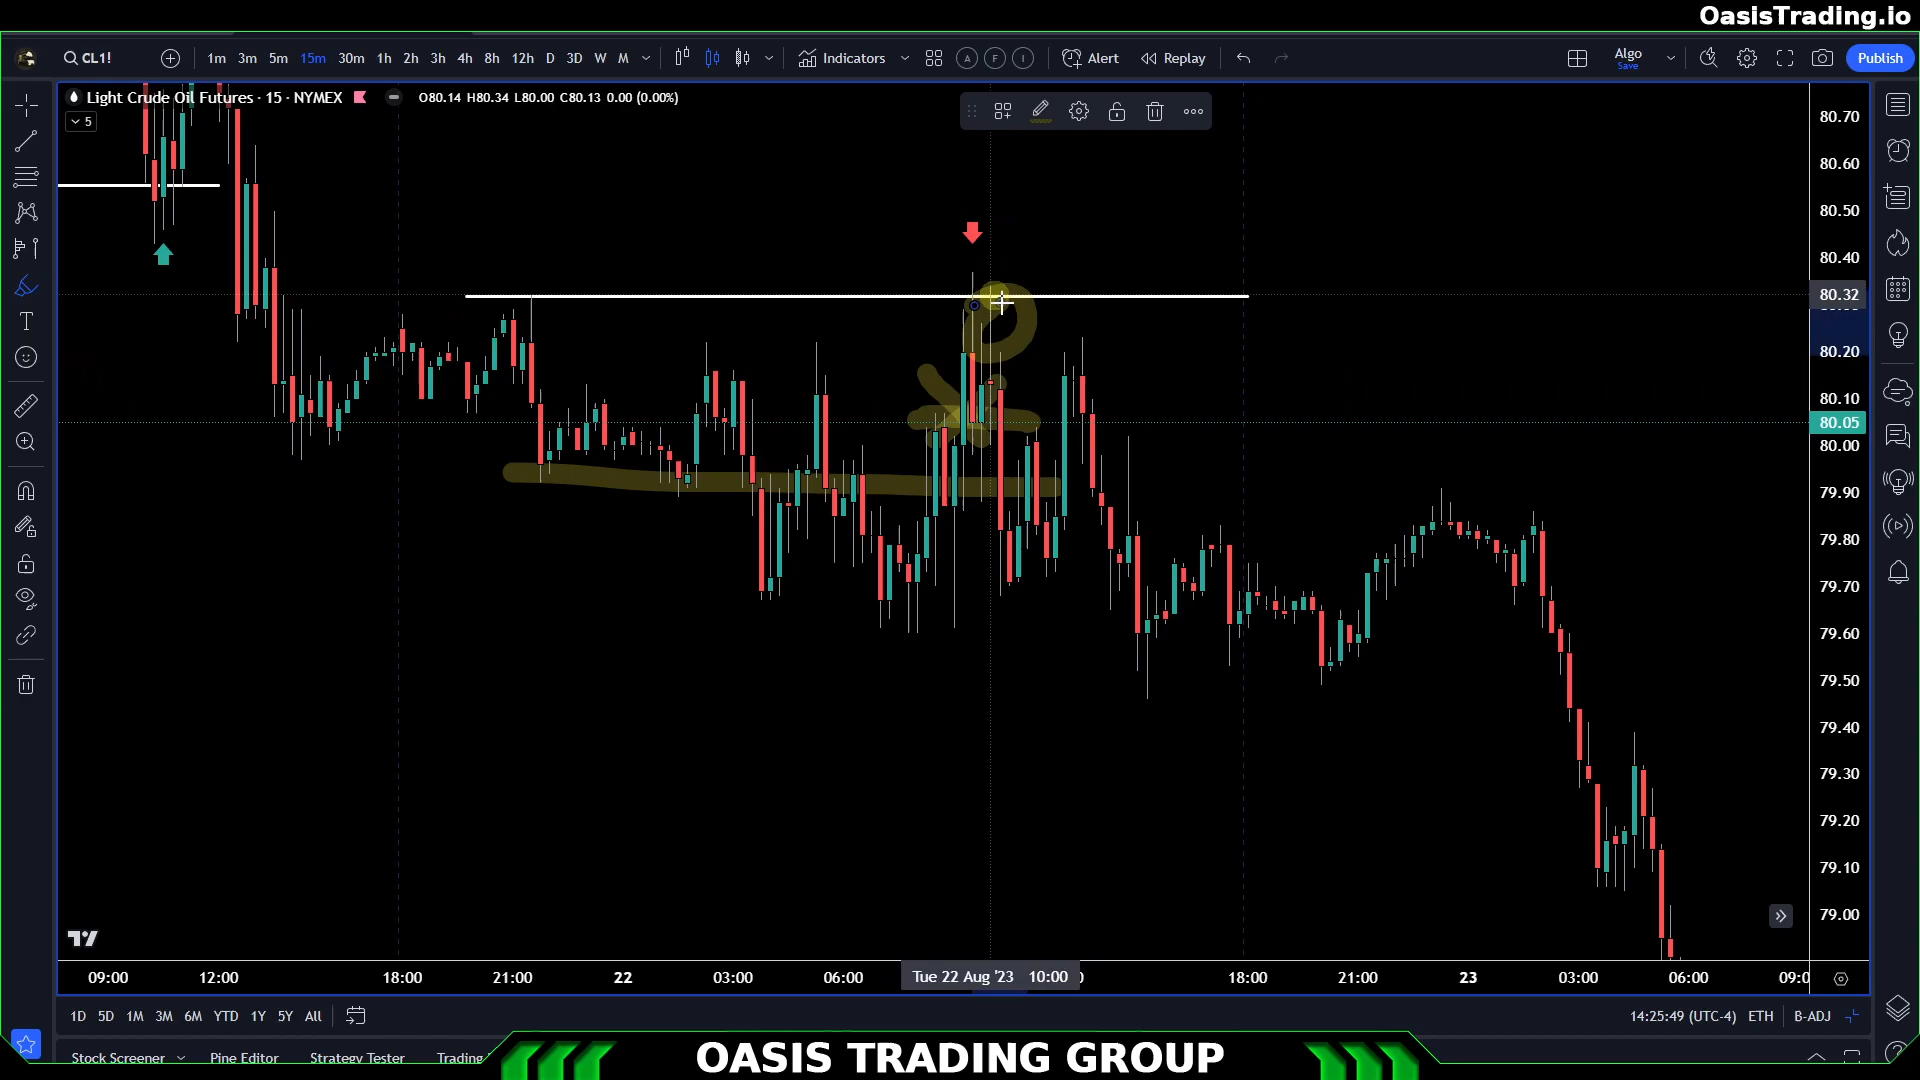 OasisTrading.io
CL1! 1m 3m 5m 15m 30m 1h 2h 3h 4h 8h 12h D 3D W M Indicators A F I Alert Replay Algo Save Publish
Light Crude Oil Futures · 15 · NYMEX O80.14 H80.34 L80.00 C80.13 0.00 (0.00%)
5
80.70
80.60
80.50
80.40
80.32
80.20
80.10
80.05
80.00
79.90
79.80
79.70
79.60
79.50
79.40
79.30
79.20
79.10
79.00
09:00 12:00 18:00 21:00 22 03:00 06:00 Tue 22 Aug '23 10:00 18:00 21:00 23 03:00 06:00 09:0
1D 5D 1M 3M 6M YTD 1Y 5Y All 14:25:49 (UTC-4) ETH B-ADJ
Stock Screener Pine Editor Strategy Tester Trading
OASIS TRADING GROUP